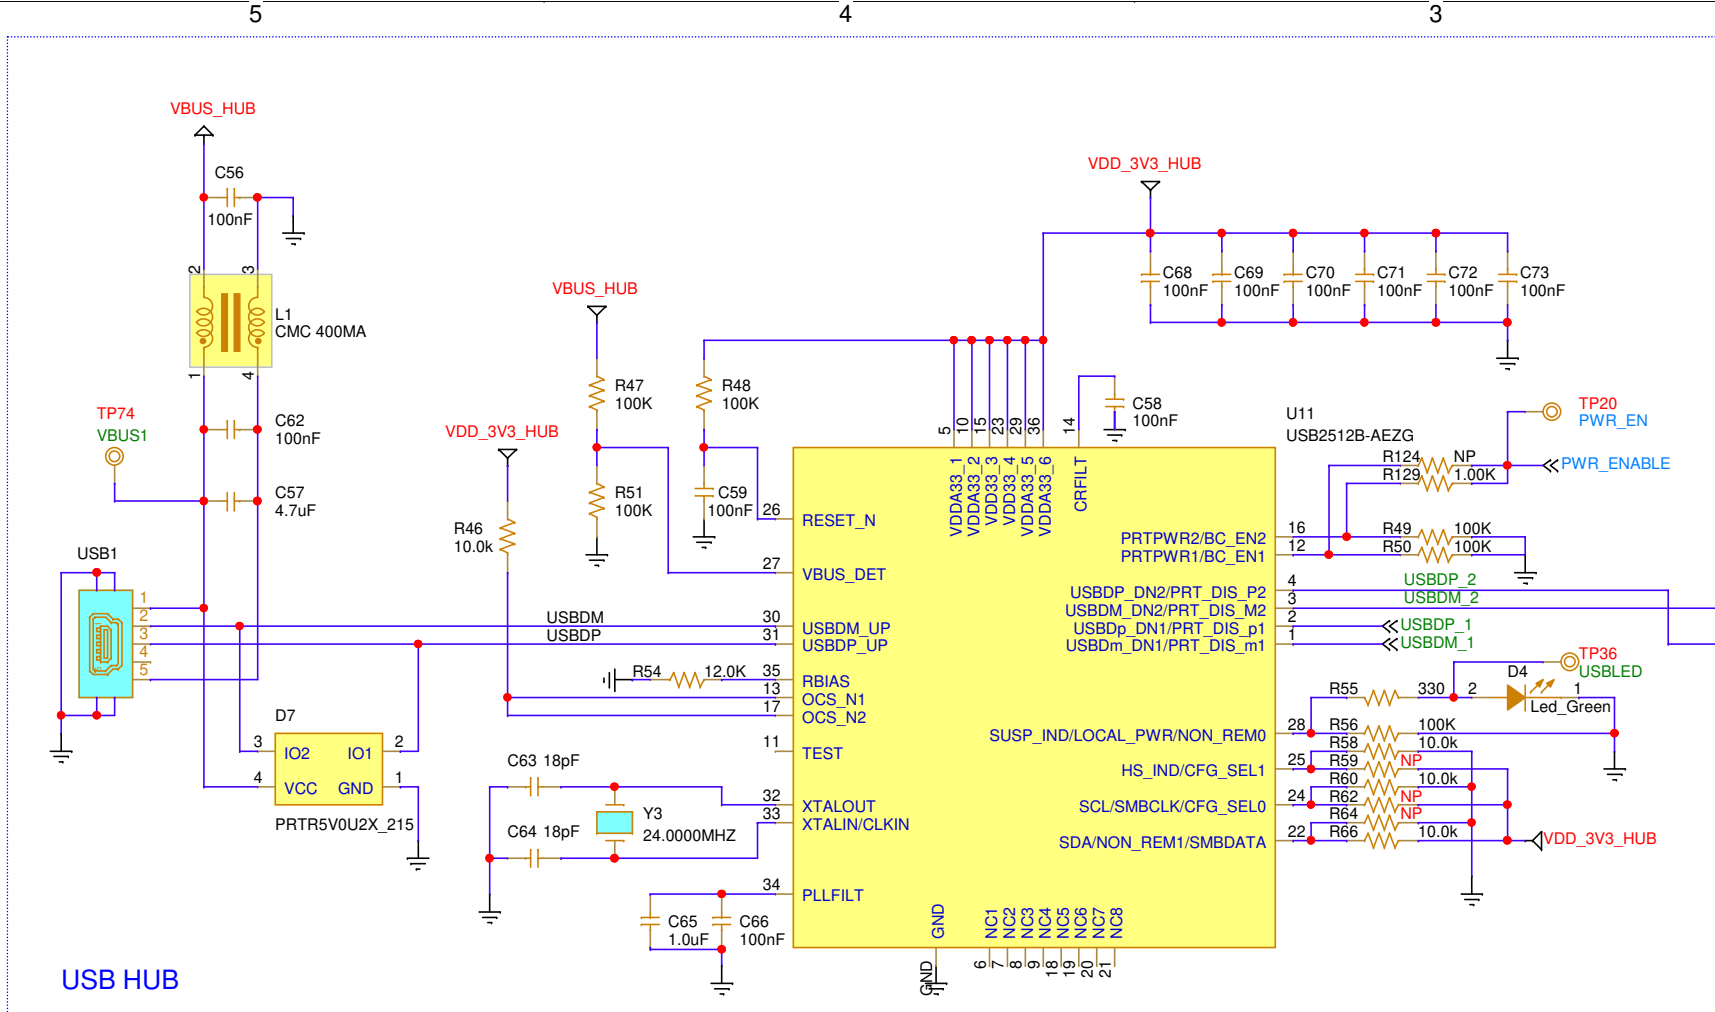 5
4
3
VBUS_HUB
C56
100nF
2
3
L1
CMC 400MA
1
4
TP74
VBUS1
C62
100nF
C57
4.7uF
USB1
1
2
3
4
5
D7
3
IO2
IO1
2
4
VCC
GND
1
PRTR5V0U2X_215
VBUS_HUB
R47
100K
R48
100K
VDD_3V3_HUB
R51
100K
C59
100nF
R46
10.0k
USBDM
USBDP
R54
12.0K
C63 18pF
Y3
24.0000MHZ
C64 18pF
C65
1.0uF
C66
100nF
VDD_3V3_HUB
C68
100nF
C69
100nF
C70
100nF
C71
100nF
C72
100nF
C73
100nF
C58
100nF
U11
USB2512B-AEZG
5
10
15
23
29
36
14
VDDA33_1
VDDA33_2
VDD33_3
VDD33_4
VDDA33_5
VDDA33_6
CRFILT
26
RESET_N
27
VBUS_DET
30
USBDM_UP
31
USBDP_UP
35
RBIAS
13
OCS_N1
17
OCS_N2
11
TEST
32
XTALOUT
33
XTALIN/CLKIN
34
PLLFILT
PRTPWR2/BC_EN2
16
PRTPWR1/BC_EN1
12
USBDP_DN2/PRT_DIS_P2
4
USBDM_DN2/PRT_DIS_M2
3
USBDp_DN1/PRT_DIS_p1
2
USBDm_DN1/PRT_DIS_m1
1
SUSP_IND/LOCAL_PWR/NON_REM0
28
HS_IND/CFG_SEL1
25
SCL/SMBCLK/CFG_SEL0
24
SDA/NON_REM1/SMBDATA
22
GND
NC1
NC2
NC3
NC4
NC5
NC6
NC7
NC8
GND
6
7
8
9
18
19
20
21
TP20
PWR_EN
R124
NP
PWR_ENABLE
R129
1.00K
R49
100K
R50
100K
USBDP_2
USBDM_2
USBDP_1
USBDM_1
TP36
USBLED
D4
R55
330
2
1
Led_Green
R56
100K
R58
10.0k
R59
NP
R60
10.0k
R62
NP
R64
NP
R66
10.0k
VDD_3V3_HUB
USB HUB